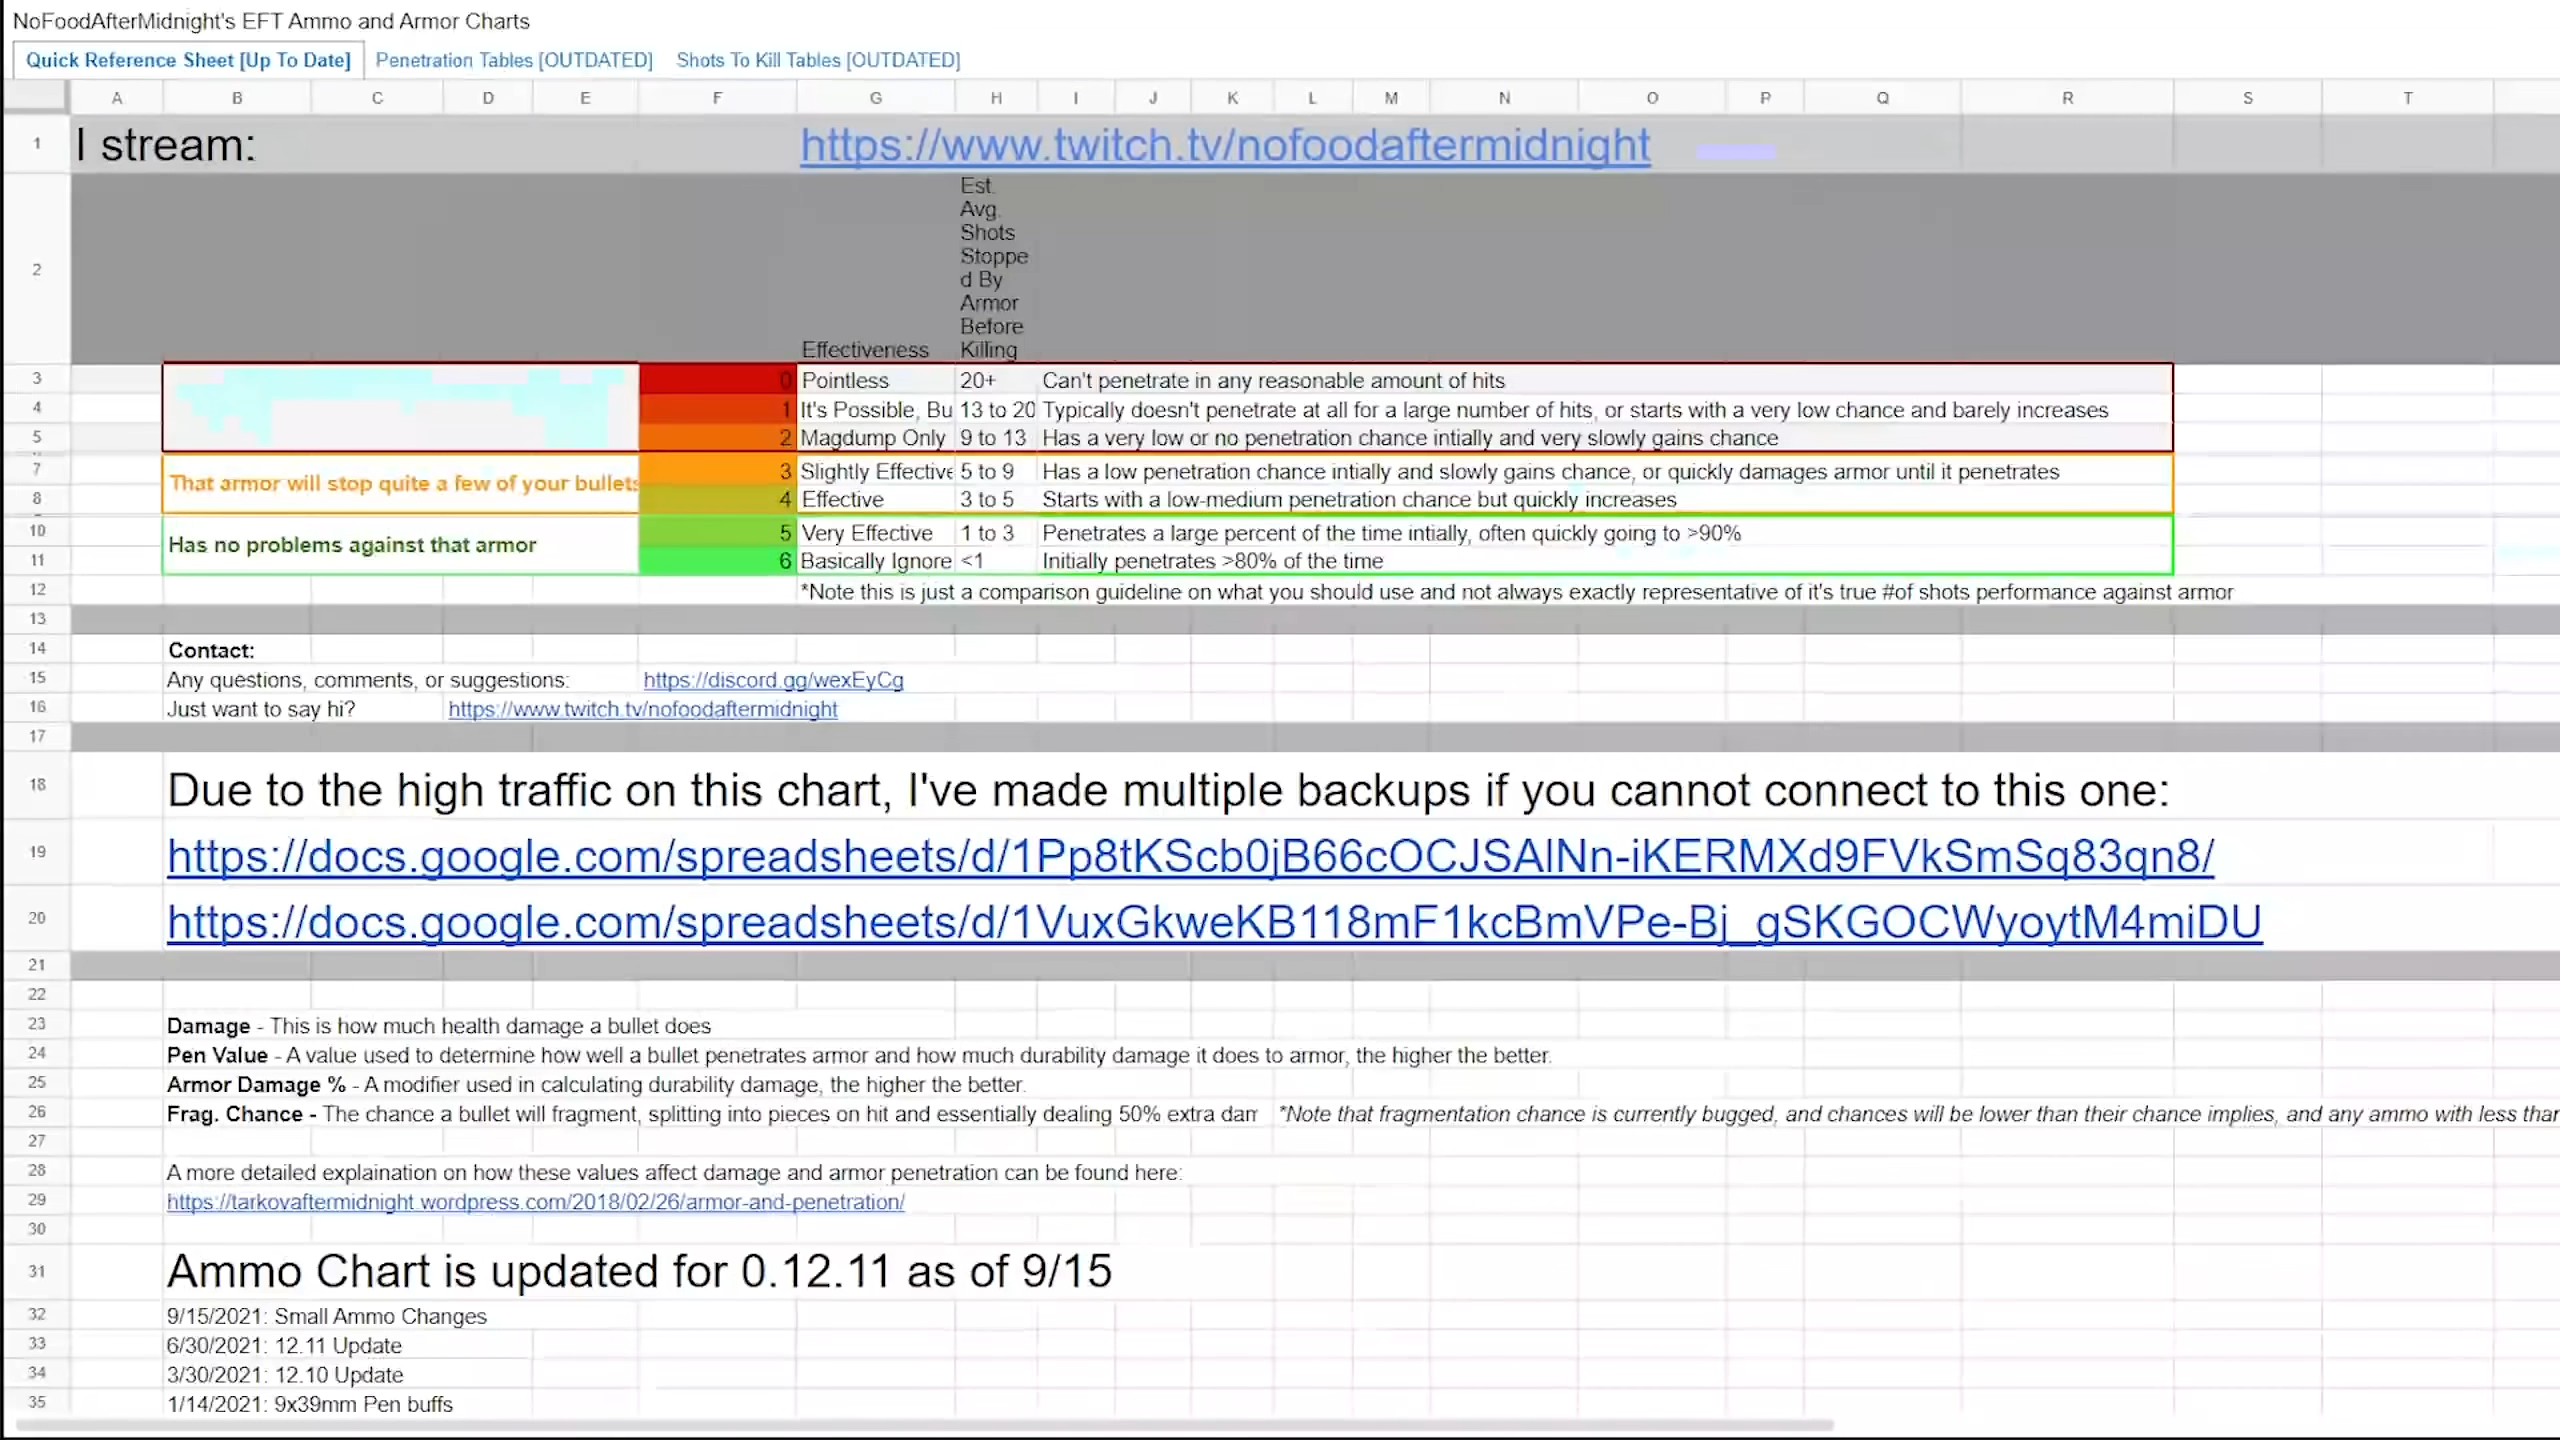 NoFoodAfterMidnight's EFT Ammo and Armor Charts
Quick Reference Sheet [Up To Date] Penetration Tables [OUTDATED] Shots To Kill Tables [OUTDATED]
A B C D E F G H I J K L M N O P Q R S T
1 I stream: https://www.twitch.tv/nofoodaftermidnight
2 Effectiveness Est. Avg. Shots Stoppe d By Armor Before Killing
3 0 Pointless 20+ Can't penetrate in any reasonable amount of hits
4 1 It's Possible, Bu 13 to 20 Typically doesn't penetrate at all for a large number of hits, or starts with a very low chance and barely increases
5 2 Magdump Only 9 to 13 Has a very low or no penetration chance intially and very slowly gains chance
That armor will stop quite a few of your bullets
7 3 Slightly Effective 5 to 9 Has a low penetration chance intially and slowly gains chance, or quickly damages armor until it penetrates
8 4 Effective 3 to 5 Starts with a low-medium penetration chance but quickly increases
Has no problems against that armor
10 5 Very Effective 1 to 3 Penetrates a large percent of the time intially, often quickly going to >90%
11 6 Basically Ignore <1 Initially penetrates >80% of the time
12 *Note this is just a comparison guideline on what you should use and not always exactly representative of it's true #of shots performance against armor
13
14 Contact:
15 Any questions, comments, or suggestions: https://discord.gg/wexEyCg
16 Just want to say hi? https://www.twitch.tv/nofoodaftermidnight
17
18 Due to the high traffic on this chart, I've made multiple backups if you cannot connect to this one:
19 https://docs.google.com/spreadsheets/d/1Pp8tKScb0jB66cOCJSAlNn-iKERMXd9FVkSmSq83qn8/
20 https://docs.google.com/spreadsheets/d/1VuxGkweKB118mF1kcBmVPe-Bj_gSKGOCWyoytM4miDU
21
22
23 Damage - This is how much health damage a bullet does
24 Pen Value - A value used to determine how well a bullet penetrates armor and how much durability damage it does to armor, the higher the better.
25 Armor Damage % - A modifier used in calculating durability damage, the higher the better.
26 Frag. Chance - The chance a bullet will fragment, splitting into pieces on hit and essentially dealing 50% extra dam *Note that fragmentation chance is currently bugged, and chances will be lower than their chance implies, and any ammo with less than
27
28 A more detailed explaination on how these values affect damage and armor penetration can be found here:
29 https://tarkovaftermidnight.wordpress.com/2018/02/26/armor-and-penetration/
30
31 Ammo Chart is updated for 0.12.11 as of 9/15
32 9/15/2021: Small Ammo Changes
33 6/30/2021: 12.11 Update
34 3/30/2021: 12.10 Update
35 1/14/2021: 9x39mm Pen buffs